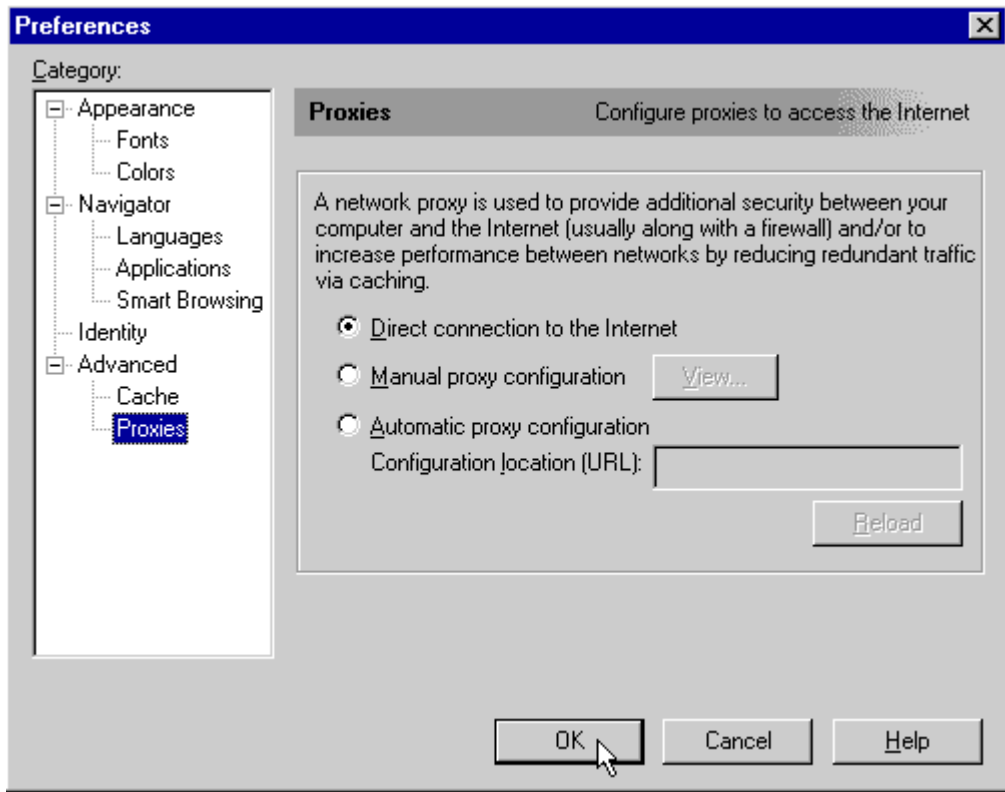 Preferences
Category:
Appearance
Fonts
Colors
Navigator
Languages
Applications
Smart Browsing
Identity
Advanced
Cache
Proxies
Proxies Configure proxies to access the Internet
A network proxy is used to provide additional security between your
computer and the Internet (usually along with a firewall) and/or to
increase performance between networks by reducing redundant traffic
via caching.
Direct connection to the Internet
Manual proxy configuration View...
Automatic proxy configuration
Configuration location (URL):
Reload
OK Cancel Help